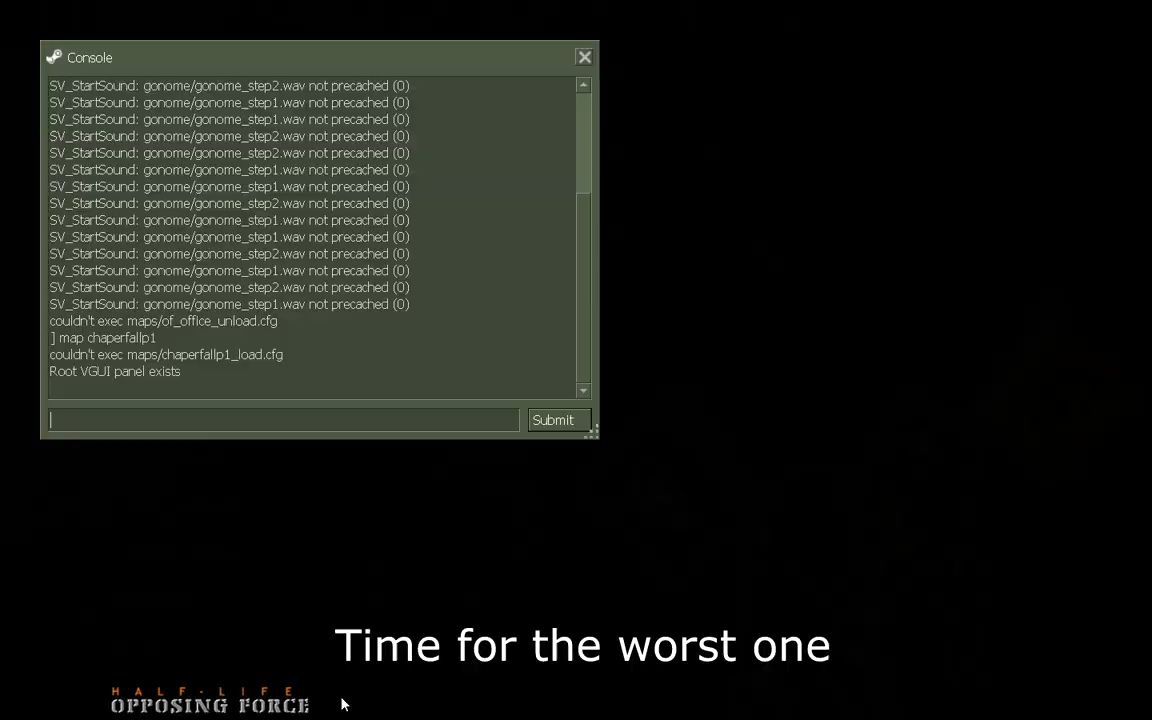 Console
SV_StartSound: gonome/gonome_step2.wav not precached (0)
SV_StartSound: gonome/gonome_step1.wav not precached (0)
SV_StartSound: gonome/gonome_step1.wav not precached (0)
SV_StartSound: gonome/gonome_step2.wav not precached (0)
SV_StartSound: gonome/gonome_step2.wav not precached (0)
SV_StartSound: gonome/gonome_step1.wav not precached (0)
SV_StartSound: gonome/gonome_step1.wav not precached (0)
SV_StartSound: gonome/gonome_step2.wav not precached (0)
SV_StartSound: gonome/gonome_step1.wav not precached (0)
SV_StartSound: gonome/gonome_step1.wav not precached (0)
SV_StartSound: gonome/gonome_step2.wav not precached (0)
SV_StartSound: gonome/gonome_step1.wav not precached (0)
SV_StartSound: gonome/gonome_step2.wav not precached (0)
SV_StartSound: gonome/gonome_step1.wav not precached (0)
couldn't exec maps/of_office_unload.cfg
] map chaperfallp1
couldn't exec maps/chaperfallp1_load.cfg
Root VGUI panel exists
Submit
Time for the worst one
HALF-LIFE
OPPOSING FORCE